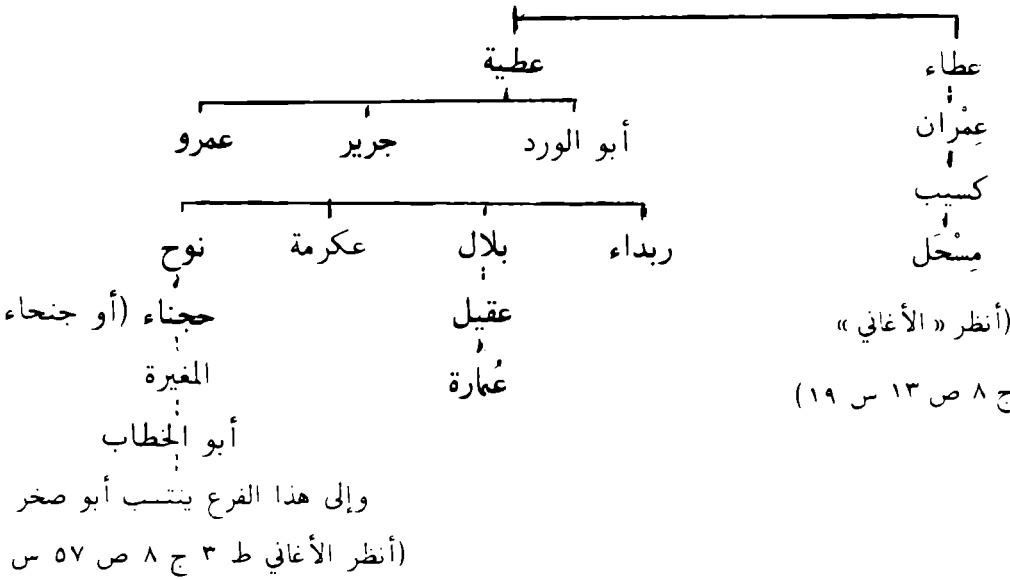 عطاء عطية
عِمْران
أبو الورد جرير عمرو
كسيب
ربداء بلال عكرمة نوح
مِسْحَل
عقيل حجناء (أو جنحاء
(أنظر « الأغاني »
المغيرة
عُمارة
ج ٨ ص ١٣ س ١٩)
أبو الخطاب
وإلى هذا الفرع ينتسب أبو صخر
(أنظر الأغاني ط ٣ ج ٨ ص ٥٧ س